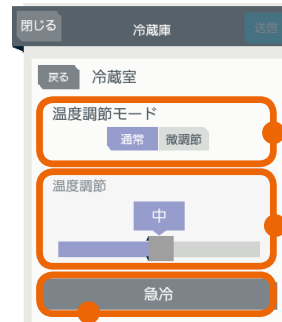 閉じる 冷蔵庫 送信
戻る 冷蔵室
温度調節モード
通常 微調節
温度調節
中
急冷